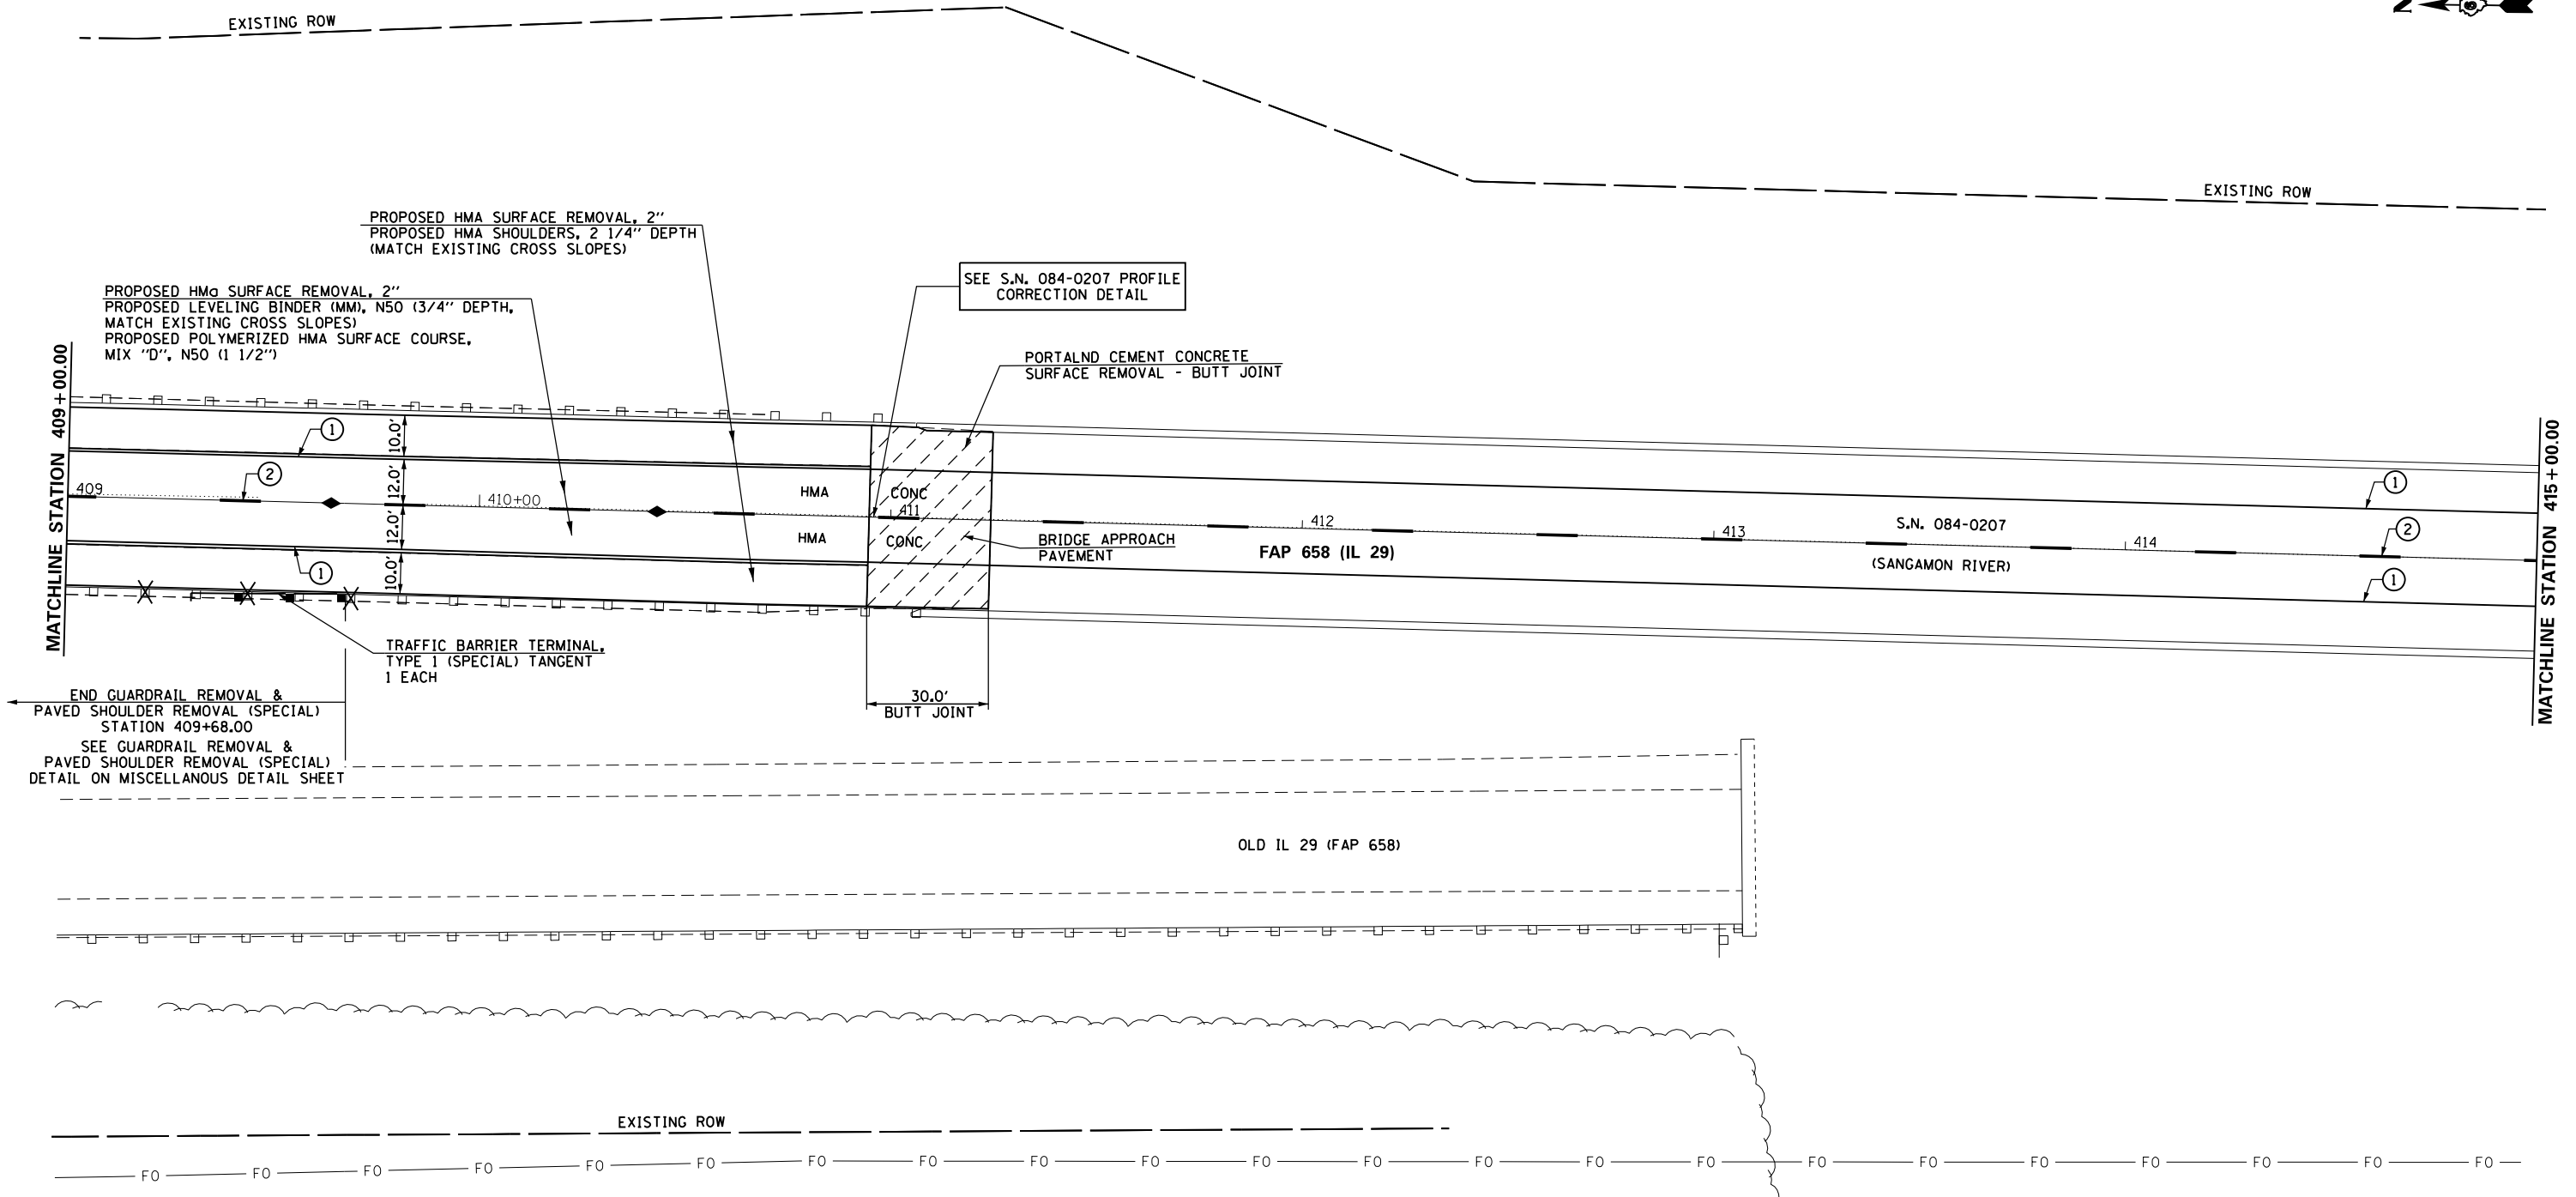 EXISTING ROW
N
EXISTING ROW
PROPOSED HMA SURFACE REMOVAL, 2"
PROPOSED HMA SHOULDERS, 2 1/4" DEPTH
(MATCH EXISTING CROSS SLOPES)
SEE S.N. 084-0207 PROFILE
CORRECTION DETAIL
PROPOSED HMa SURFACE REMOVAL, 2"
PROPOSED LEVELING BINDER (MM), N50 (3/4" DEPTH,
MATCH EXISTING CROSS SLOPES)
PROPOSED POLYMERIZED HMA SURFACE COURSE,
MIX "D", N50 (1 1/2")
PORTALND CEMENT CONCRETE
SURFACE REMOVAL - BUTT JOINT
MATCHLINE STATION 409+00.00
MATCHLINE STATION 415+00.00
1
10.0'
2
12.0'
409
410+00
HMA
CONC
411
412
413
414
S.N. 084-0207
1
2
12.0'
HMA
CONC
BRIDGE APPROACH
PAVEMENT
FAP 658 (IL 29)
(SANGAMON RIVER)
1
10.0'
1
TRAFFIC BARRIER TERMINAL,
TYPE 1 (SPECIAL) TANGENT
1 EACH
30.0'
BUTT JOINT
END GUARDRAIL REMOVAL &
PAVED SHOULDER REMOVAL (SPECIAL)
STATION 409+68.00
SEE GUARDRAIL REMOVAL &
PAVED SHOULDER REMOVAL (SPECIAL)
DETAIL ON MISCELLANOUS DETAIL SHEET
OLD IL 29 (FAP 658)
EXISTING ROW
FO FO FO FO FO FO FO FO FO FO FO FO FO FO FO FO FO FO FO FO FO FO